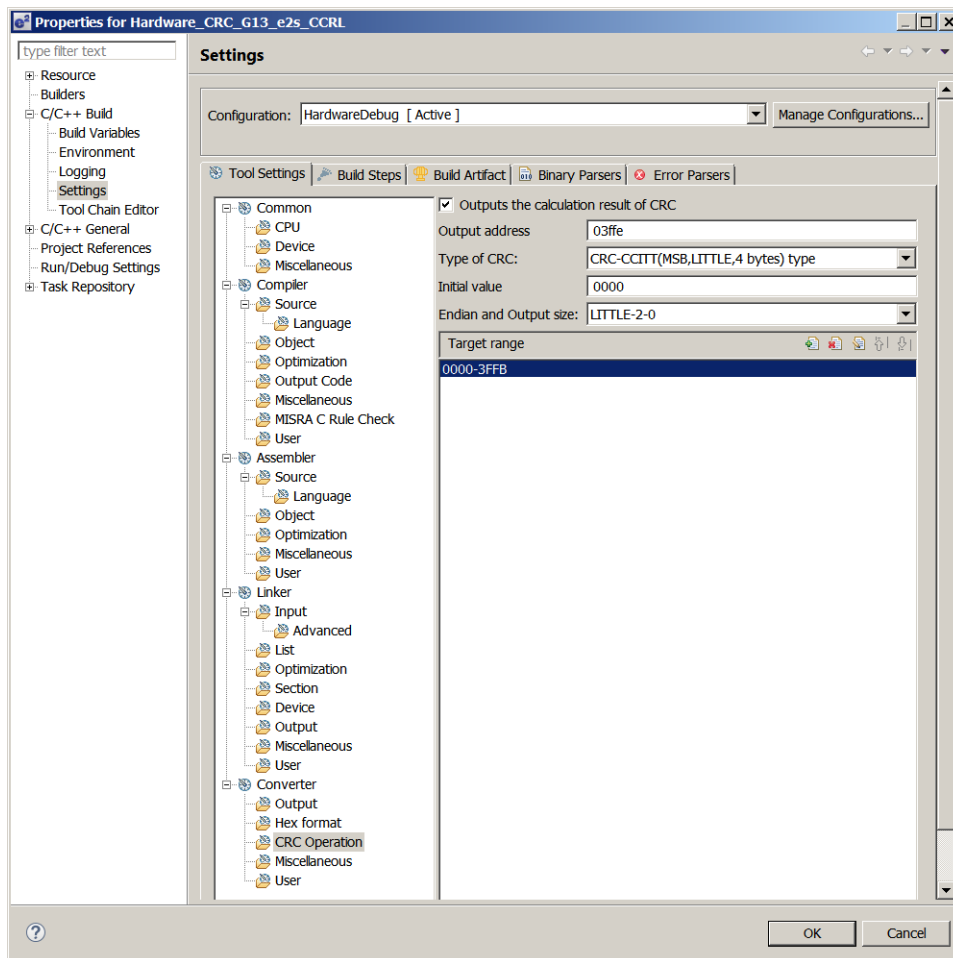 Properties for Hardware_CRC_G13_e2s_CCRL
type filter text
Resource
Builders
C/C++ Build
Build Variables
Environment
Logging
Settings
Tool Chain Editor
C/C++ General
Project References
Run/Debug Settings
Task Repository
Settings
Configuration: HardwareDebug [ Active ] Manage Configurations...
Tool Settings Build Steps Build Artifact Binary Parsers Error Parsers
Common
CPU
Device
Miscellaneous
Compiler
Source
Language
Object
Optimization
Output Code
Miscellaneous
MISRA C Rule Check
User
Assembler
Source
Language
Object
Optimization
Miscellaneous
User
Linker
Input
Advanced
List
Optimization
Section
Device
Output
Miscellaneous
User
Converter
Output
Hex format
CRC Operation
Miscellaneous
User
Outputs the calculation result of CRC
Output address 03ffe
Type of CRC: CRC-CCITT(MSB,LITTLE,4 bytes) type
Initial value 0000
Endian and Output size: LITTLE-2-0
Target range
0000-3FFB
OK Cancel